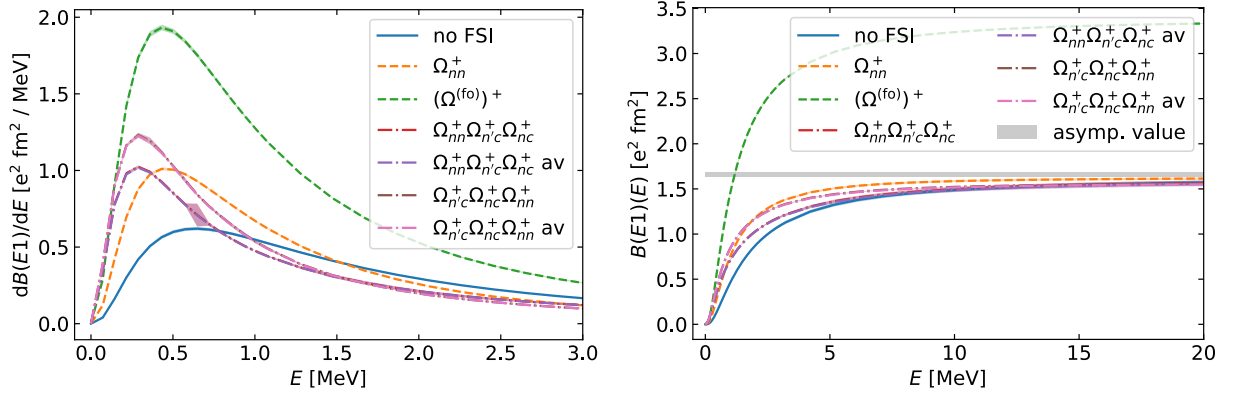 2.0
1.5
1.0
0.5
0.0
dB(E1)/dE [e² fm² / MeV]
0.0 0.5 1.0 1.5 2.0 2.5 3.0
E [MeV]
no FSI
Ω⁺ₙₙ
(Ω⁽ᶠᵒ⁾)⁺
Ω⁺ₙₙΩ⁺ₙ′cΩ⁺ₙc
Ω⁺ₙₙΩ⁺ₙ′cΩ⁺ₙc av
Ω⁺ₙ′cΩ⁺ₙcΩ⁺ₙₙ
Ω⁺ₙ′cΩ⁺ₙcΩ⁺ₙₙ av
3.5
3.0
2.5
2.0
1.5
1.0
0.5
0.0
B(E1)(E) [e² fm²]
0 5 10 15 20
E [MeV]
no FSI
Ω⁺ₙₙ
(Ω⁽ᶠᵒ⁾)⁺
Ω⁺ₙₙΩ⁺ₙ′cΩ⁺ₙc
Ω⁺ₙₙΩ⁺ₙ′cΩ⁺ₙc av
Ω⁺ₙ′cΩ⁺ₙcΩ⁺ₙₙ
Ω⁺ₙ′cΩ⁺ₙcΩ⁺ₙₙ av
asymp. value